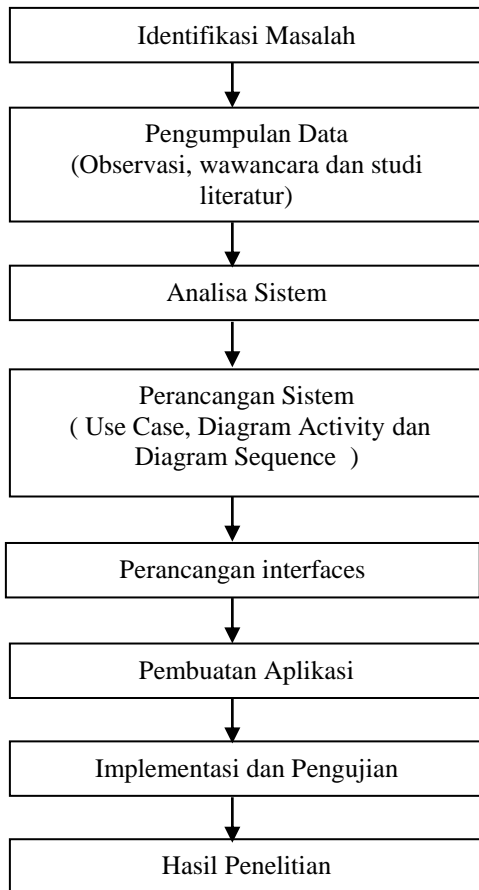 Identifikasi Masalah
Pengumpulan Data
(Observasi, wawancara dan studi
literatur)
Analisa Sistem
Perancangan Sistem
( Use Case, Diagram Activity dan
Diagram Sequence  )
Perancangan interfaces
Pembuatan Aplikasi
Implementasi dan Pengujian
Hasil Penelitian